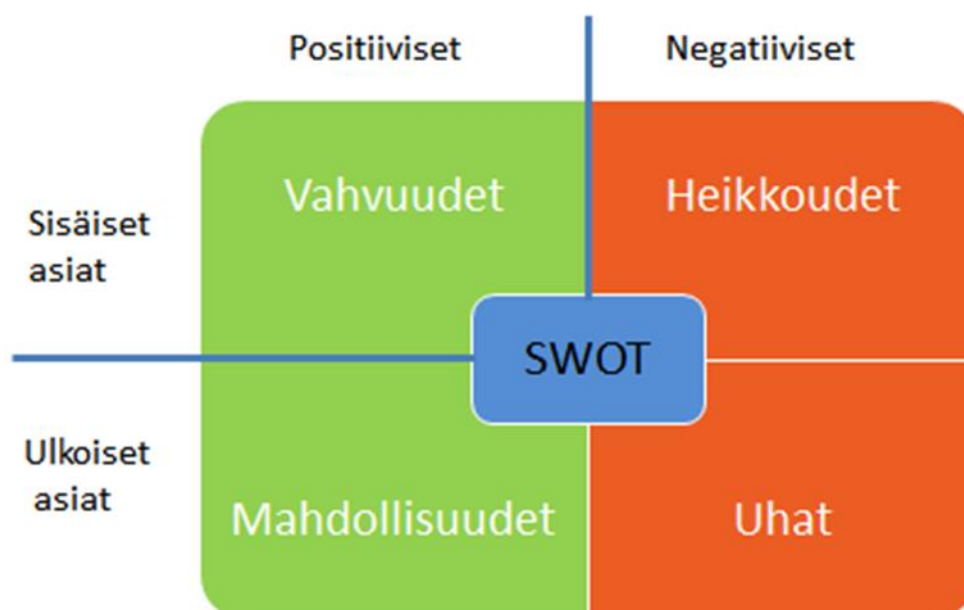 Positiiviset
Negatiiviset
Sisäiset
asiat
Vahvuudet
Heikkoudet
SWOT
Ulkoiset
asiat
Mahdollisuudet
Uhat